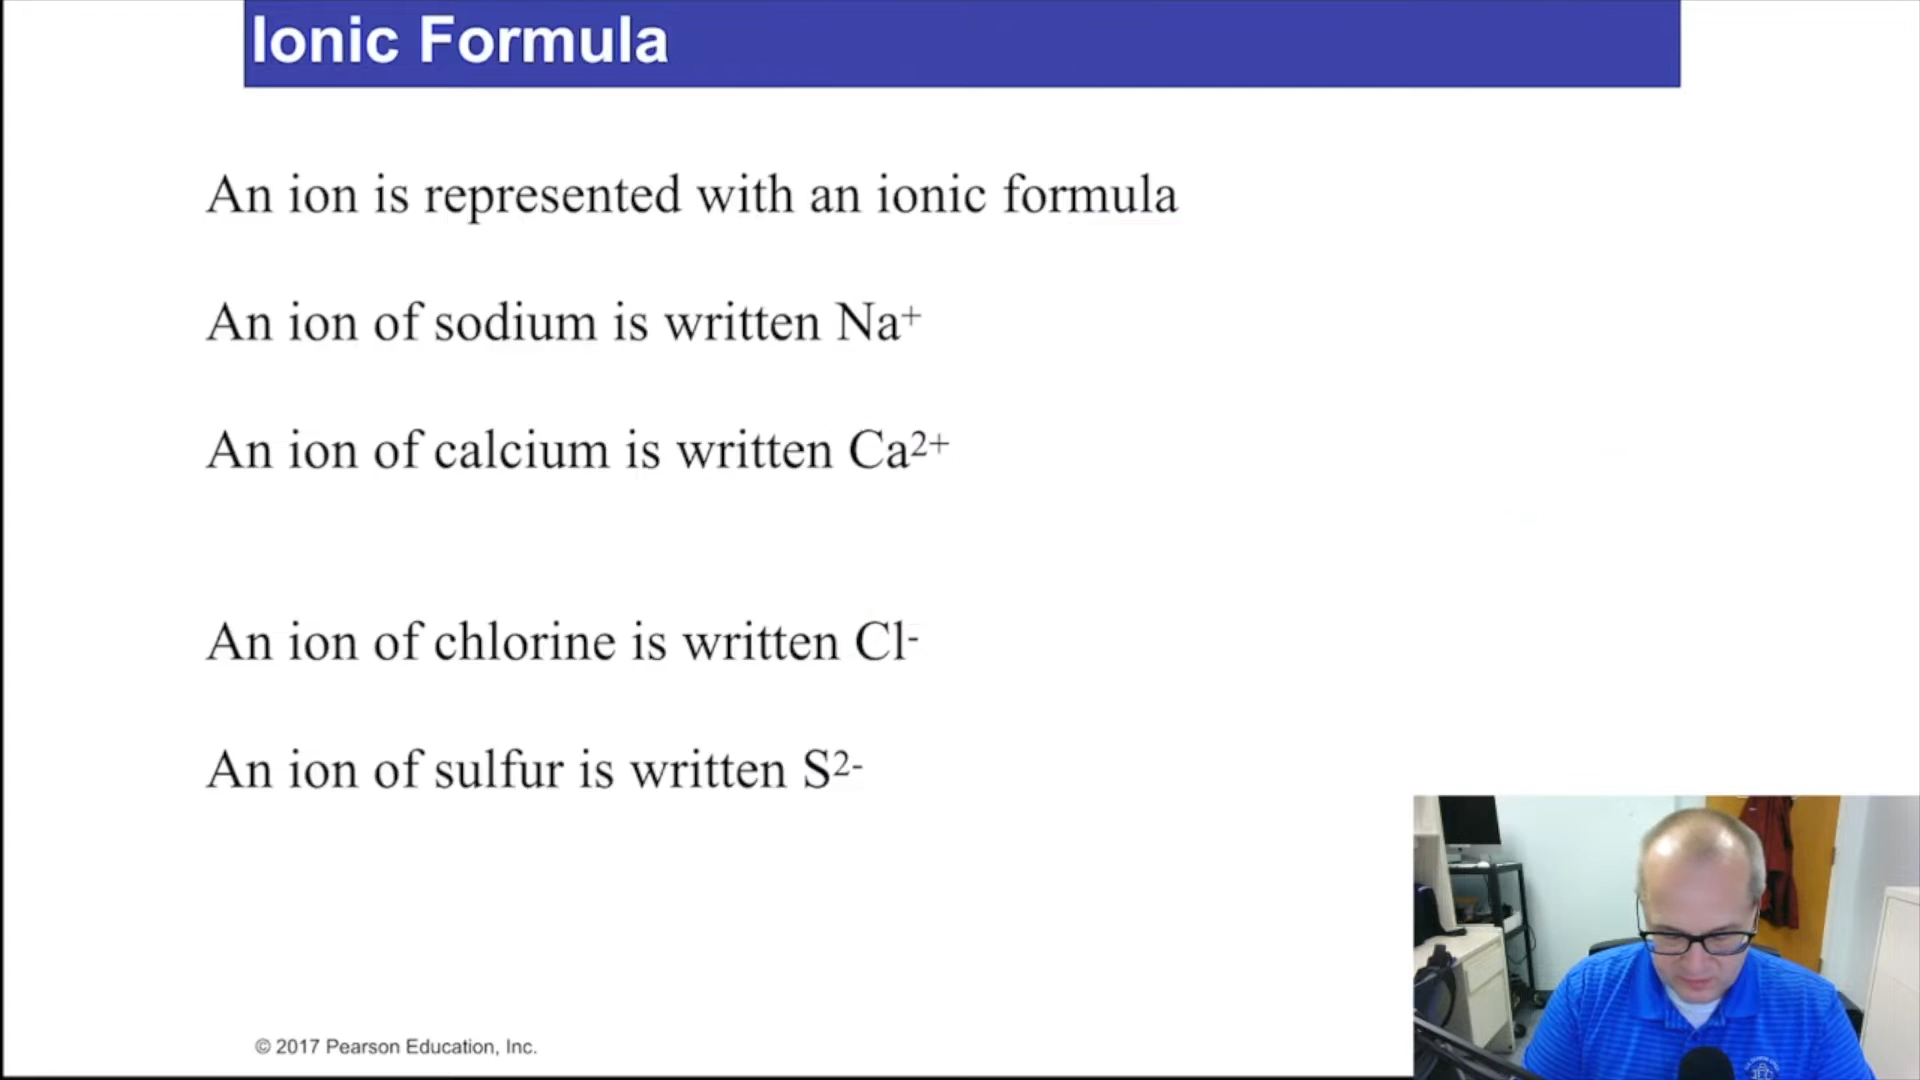 Ionic Formula
An ion is represented with an ionic formula
An ion of sodium is written Na⁺
An ion of calcium is written Ca²⁺
An ion of chlorine is written Cl⁻
An ion of sulfur is written S²⁻
© 2017 Pearson Education, Inc.